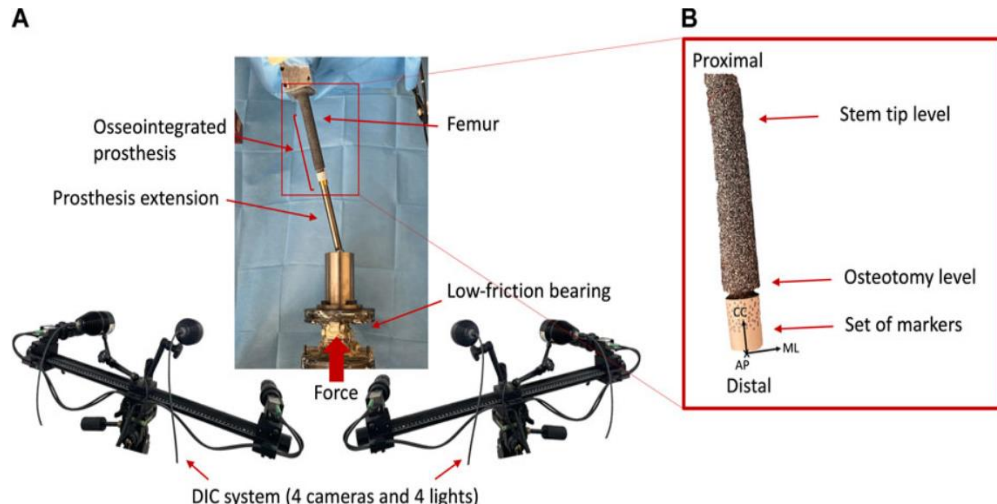 A
B
Osseointegrated
prosthesis
Femur
Prosthesis extension
Low-friction bearing
Force
DIC system (4 cameras and 4 lights)
Proximal
Stem tip level
Osteotomy level
CC
Set of markers
ML
AP
Distal